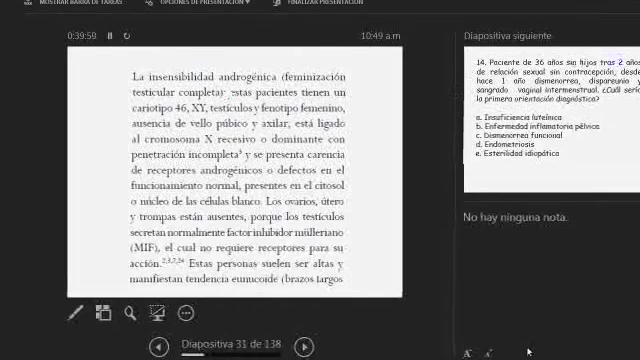 MOSTRAR BARRA DE TAREAS
OPCIONES DE PRESENTACIÓN ▼
FINALIZAR PRESENTACIÓN
0:39:59
10:49 a.m
Diapositiva siguiente
La insensibilidad androgénica (feminización
testicular completa): estas pacientes tienen un
cariotipo 46, XY, testículos y fenotipo femenino,
ausencia de vello púbico y axilar, está ligado
al cromosoma X recesivo o dominante con
penetración incompleta³ y se presenta carencia
de receptores androgénicos o defectos en el
funcionamiento normal, presentes en el citosol
o núcleo de las células blanco. Los ovarios, útero
y trompas están ausentes, porque los testículos
secretan normalmente factor inhibidor mülleriano
(MIF), el cual no requiere receptores para su
acción.²,³,⁷,²⁴ Estas personas suelen ser altas y
manifiestan tendencia eunucoide (brazos largos
14. Paciente de 36 años sin hijos tras 2 años
de relación sexual sin contracepción, desde
hace 1 año dismenorrea, dispareunia y
sangrado vaginal intermenstrual. ¿Cuál sería
la primera orientación diagnóstica?
a. Insuficiencia luteínica
b. Enfermedad inflamatoria pélvica
c. Dismenorrea funcional
d. Endometriosis
e. Esterilidad idiopática
No hay ninguna nota.
Diapositiva 31 de 138
A A